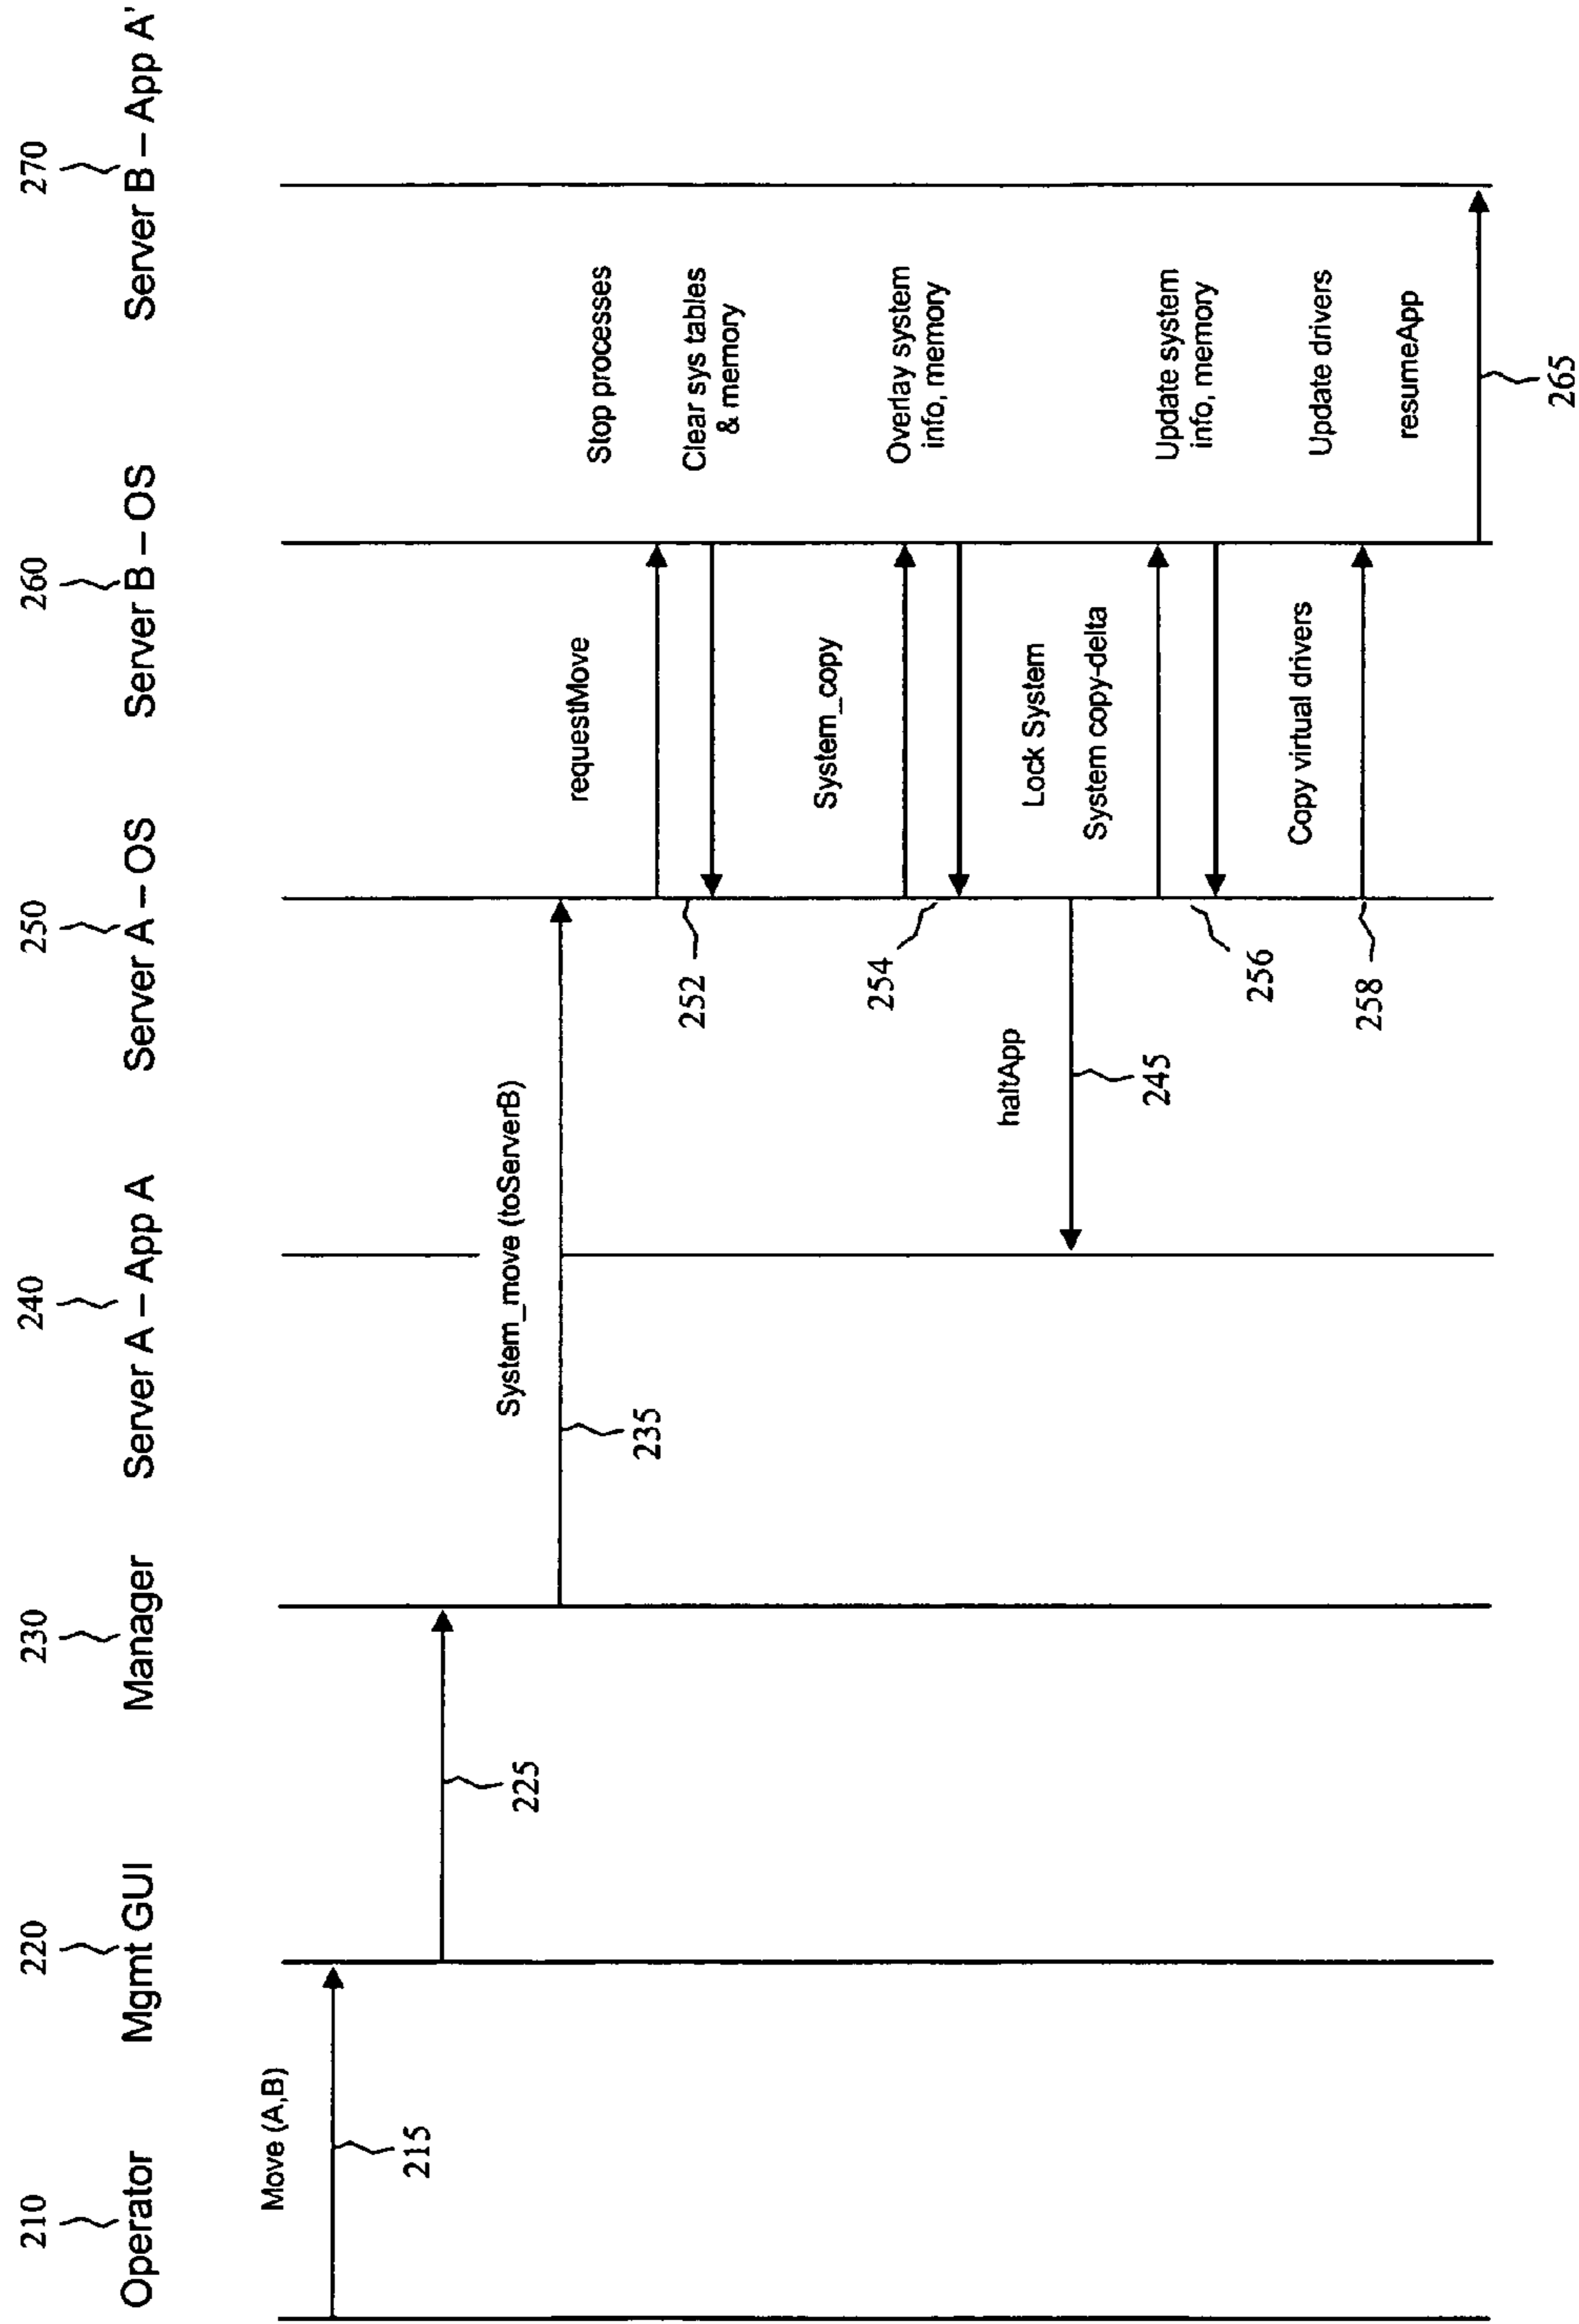 210
220
230
240
250
260
270
Operator
Mgmt GUI
Manager
Server A – App A
Server A – OS
Server B – OS
Server B – App A'
Move (A,B)
215
225
System_move (toServerB)
235
requestMove
Stop processes
252
Clear sys tables
& memory
System_copy
Overlay system
info, memory
254
haltApp
Lock System
245
System copy-delta
Update system
info, memory
256
Copy virtual drivers
Update drivers
258
resumeApp
265